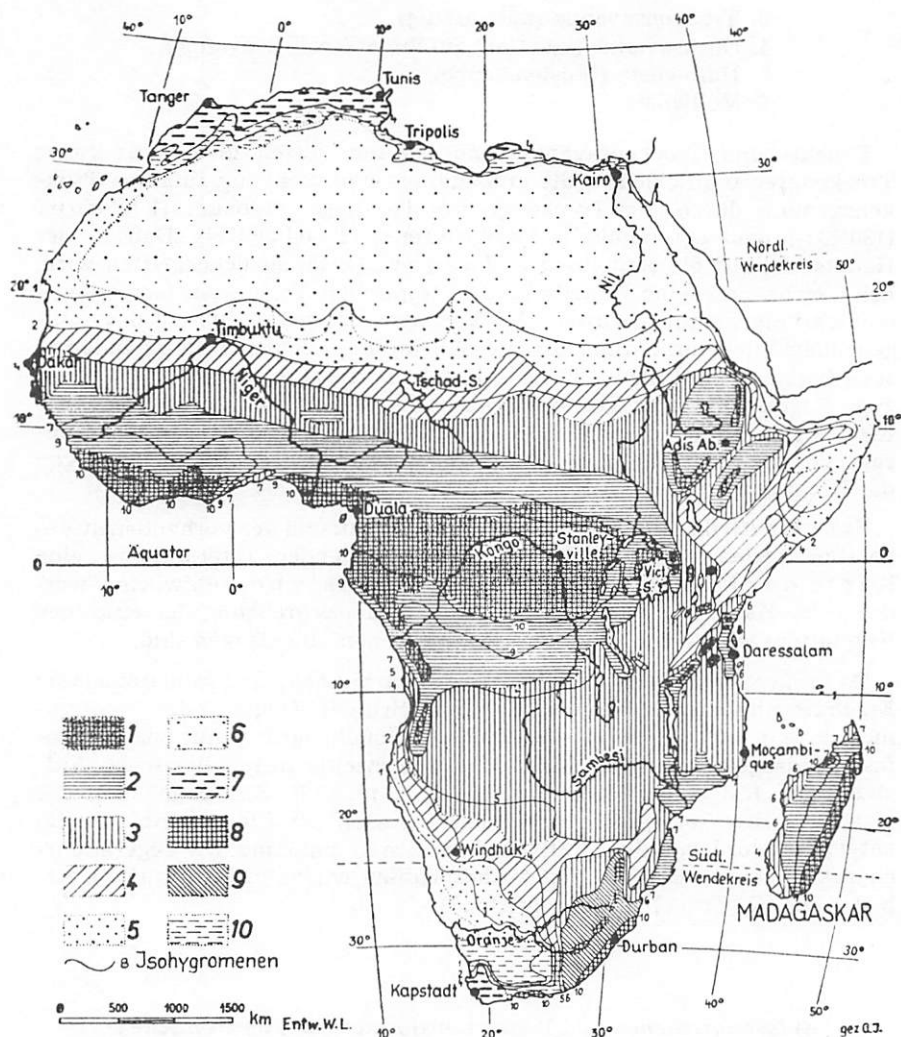 40° 20° 0° 10° 20° 30° 40°
Tunis
Tanger
Tripolis
30°
Kairo
30°
Nördl.
Wendekreis
50°
20°
Nil
20°
Timbuktu
Dakar
Tschad-S.
Niger
10°
10°
Adis Ab.
Duala
Stanley-
ville
Kongo
Äquator
Vict.
S.
0
0°
10°
0°
Daressalam
10°
10°
1
6
Moçambi-
que
2
7
Sambesi
3
8
20°
20°
Windhuk
4
9
Südl.
Wendekreis
5
10
MADAGASKAR
8 Jsohygromenen
Oranje
Durban
30°
30°
Kapstadt
0 500 1000 1500
km Entw. W.L.
10° 20° 30° 40° 50°
gez. Q.J.